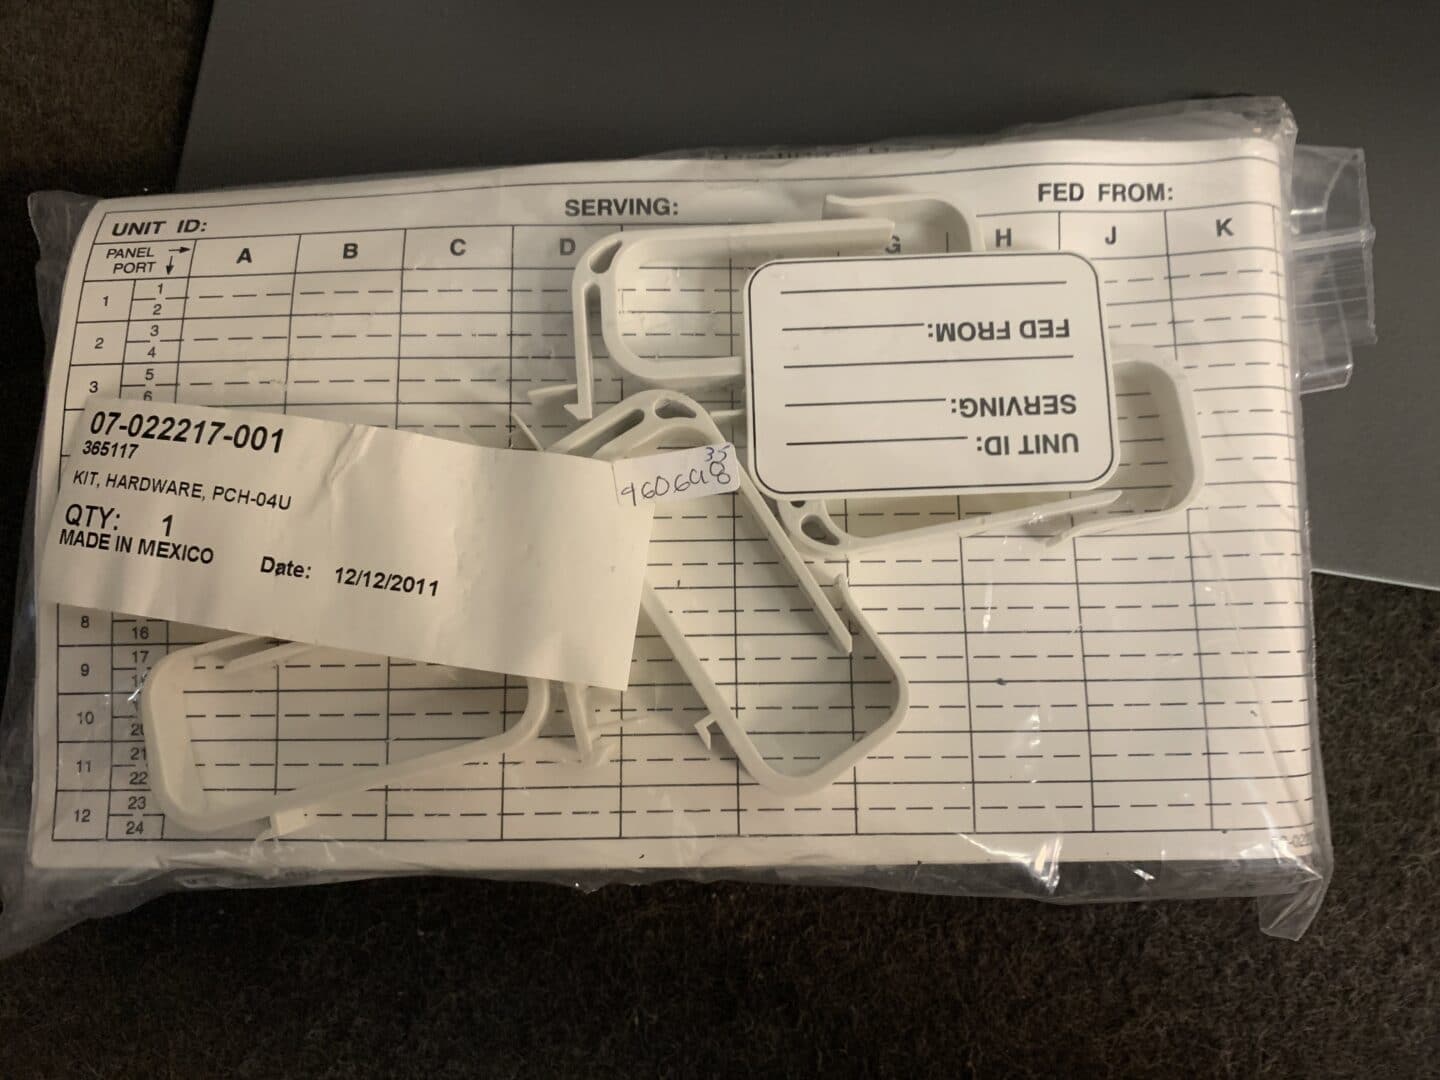 UNIT ID: SERVING: FED FROM:
PANEL PORT A B C D G H J K
1 1
2
2 3
4
3 5
6
07-022217-001
365117
KIT, HARDWARE, PCH-04U
QTY: 1
MADE IN MEXICO
Date: 12/12/2011
35
UNIT ID:
SERVING:
FED FROM:
8 16
9 17
10
11 21
22
12 23
24